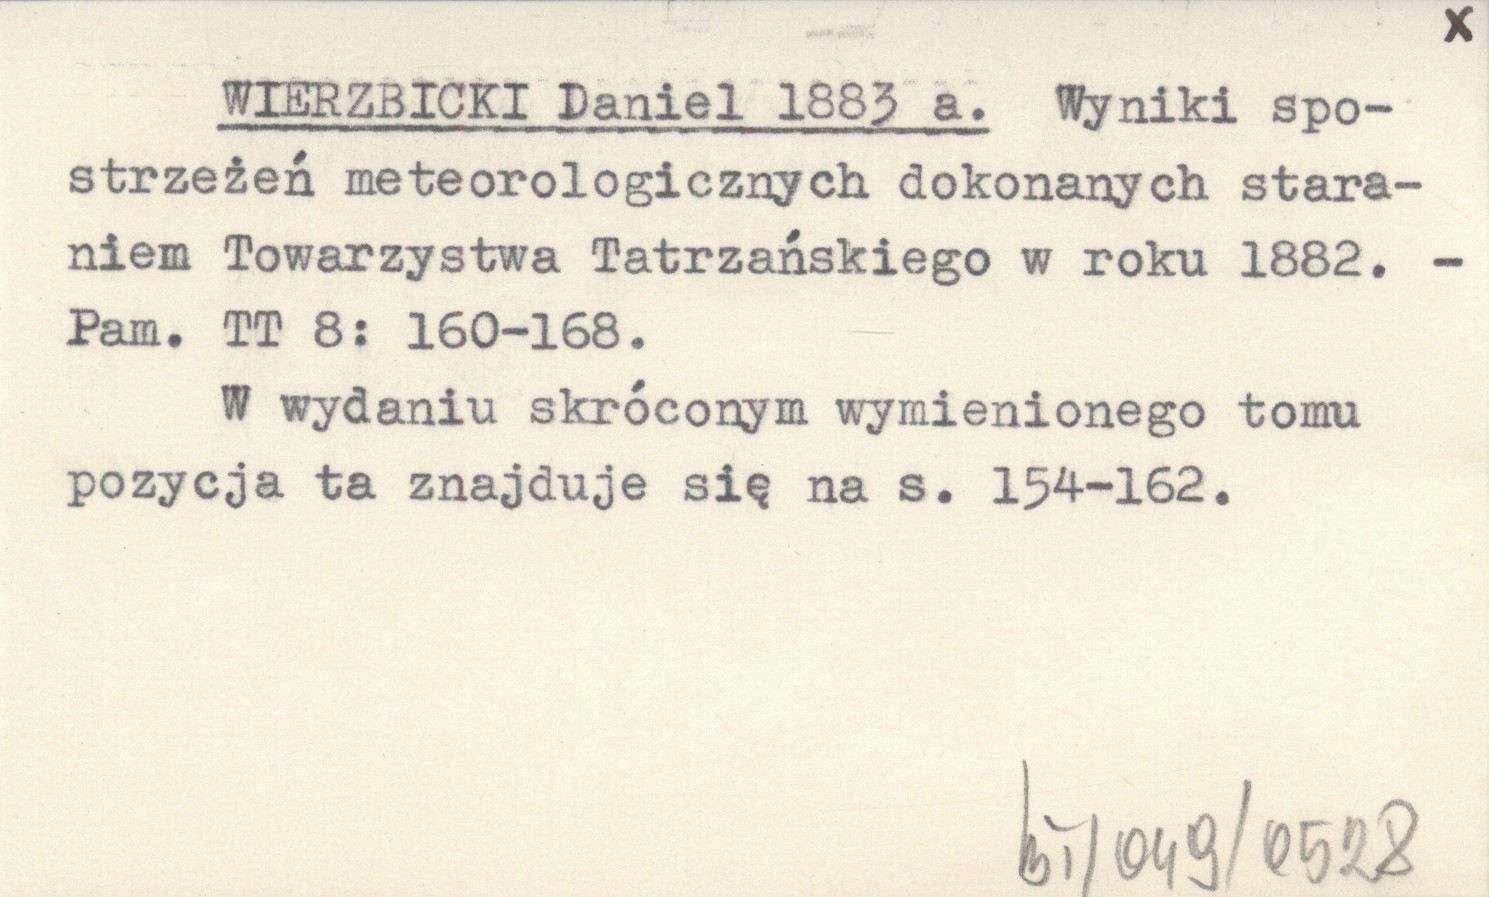 x
WIERZBICKI Daniel 1883 a. Wyniki spo-
strzeżeń meteorologicznych dokonanych stara-
niem Towarzystwa Tatrzańskiego w roku 1882. -
Pam. TT 8: 160-168.
W wydaniu skróconym wymienionego tomu
pozycja ta znajduje się na s. 154-162.
bT/049/0528